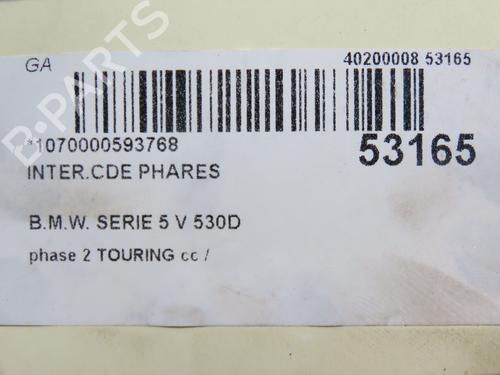 GA
40200008 53165
*1070000593768
53165
INTER.CDE PHARES
B.M.W. SERIE 5 V 530D
phase 2 TOURING cc /
B-PARTS